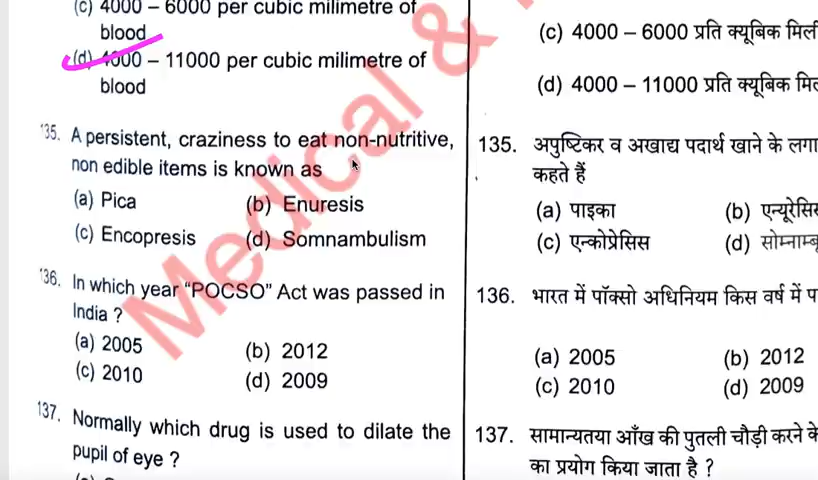 (c) 4000 – 6000 per cubic milimetre of
blood
(d) 4000 – 11000 per cubic milimetre of
blood
135. A persistent, craziness to eat non-nutritive,
non edible items is known as
(a) Pica (b) Enuresis
(c) Encopresis (d) Somnambulism
136. In which year “POCSO” Act was passed in
India ?
(a) 2005 (b) 2012
(c) 2010 (d) 2009
137. Normally which drug is used to dilate the
pupil of eye ?
(c) 4000 – 6000 प्रति क्यूबिक
(d) 4000 – 11000 प्रति क्यूबिक
135. अपुष्टिकर व अखाद्य पदार्थ खाने के
कहते हैं
(a) पाइका (b)
(c) एन्कोप्रेसिस (d)
136. भारत में पॉक्सो अधिनियम किस वर्ष में
(a) 2005 (b) 2012
(c) 2010 (d) 2009
137. सामान्यतया आँख की पुतली चौड़ी करने के
का प्रयोग किया जाता है ?
Medical &